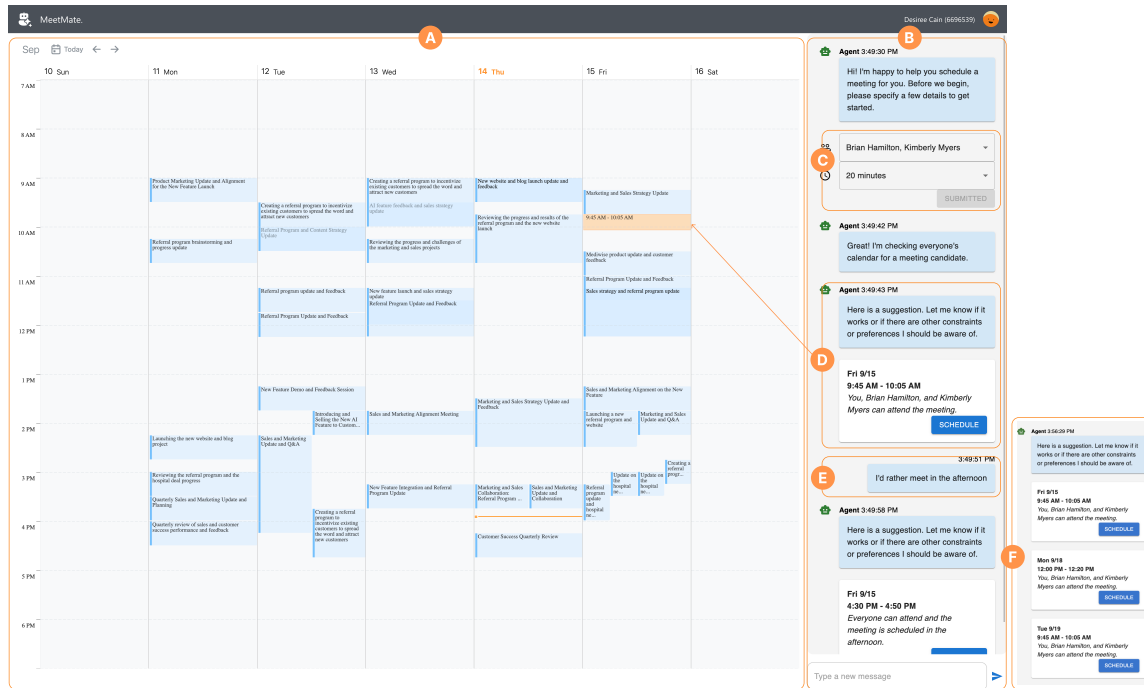 MeetMate.
Desiree Cain (6696539)
A
B
Sep
Today
10 Sun
11 Mon
12 Tue
13 Wed
14 Thu
15 Fri
16 Sat
7 AM
8 AM
9 AM
10 AM
11 AM
12 PM
1 PM
2 PM
3 PM
4 PM
5 PM
6 PM
Product Marketing Update and Alignment
for the New Feature Launch
Referral program brainstorming and
progress update
Launching the new website and blog
project
Reviewing the referral program and the
hospital deal progress
Quarterly Sales and Marketing Update and
Planning
Quarterly review of sales and customer
success performance and feedback
Creating a referral program to incentivize
existing customers to spread the word and
attract new customers
Referral Program and Content Strategy
Update
Referral program update and feedback
Referral Program Update and Feedback
New Feature Demo and Feedback Session
Introducing and
Selling the New AI
Feature to Custom...
Sales and Marketing
Update and Q&A
Creating a referral
program to
incentivize existing
customers to spread
the word and attract
new customers
Creating a referral program to incentivize
existing customers to spread the word and
attract new customers
AI feature feedback and sales strategy
update
Reviewing the progress and challenges of
the marketing and sales projects
New feature launch and sales strategy
update
Referral Program Update and Feedback
Sales and Marketing Alignment Meeting
New Feature Integration and Referral
Program Update
New website and blog launch update and
feedback
Reviewing the progress and results of the
referral program and the new website
launch
Marketing and Sales Strategy Update and
Feedback
Marketing and Sales
Collaboration:
Referral Program ...
Sales and Marketing
Update and
Collaboration
Customer Success Quarterly Review
Marketing and Sales Strategy Update
9:45 AM - 10:05 AM
Mediwise product update and customer
feedback
Referral Program Update and Feedback
Sales strategy and referral program update
Sales and Marketing Alignment on the New
Feature
Launching a new
referral program and
website
Marketing and Sales
Update and Q&A
Creating a
referral
progr...
Referral
program
update
and
hospital
ne...
Update on
the
hospital
ne...
Update on
the
hospital
ne...
Agent 3:49:30 PM
Hi! I'm happy to help you schedule a
meeting for you. Before we begin,
please specify a few details to get
started.
C
Brian Hamilton, Kimberly Myers
20 minutes
SUBMITTED
Agent 3:49:42 PM
Great! I'm checking everyone's
calendar for a meeting candidate.
Agent 3:49:43 PM
Here is a suggestion. Let me know if it
works or if there are other constraints
or preferences I should be aware of.
D
Fri 9/15
9:45 AM - 10:05 AM
You, Brian Hamilton, and Kimberly
Myers can attend the meeting.
SCHEDULE
3:49:51 PM
E
I'd rather meet in the afternoon
Agent 3:49:58 PM
Here is a suggestion. Let me know if it
works or if there are other constraints
or preferences I should be aware of.
Fri 9/15
4:30 PM - 4:50 PM
Everyone can attend and the
meeting is scheduled in the
afternoon.
Type a new message
F
Agent 3:56:29 PM
Here is a suggestion. Let me know if it
works or if there are other constraints
or preferences I should be aware of.
Fri 9/15
9:45 AM - 10:05 AM
You, Brian Hamilton, and Kimberly
Myers can attend the meeting.
SCHEDULE
Mon 9/18
12:00 PM - 12:20 PM
You, Brian Hamilton, and Kimberly
Myers can attend the meeting.
SCHEDULE
Tue 9/19
9:45 AM - 10:05 AM
You, Brian Hamilton, and Kimberly
Myers can attend the meeting.
SCHEDULE